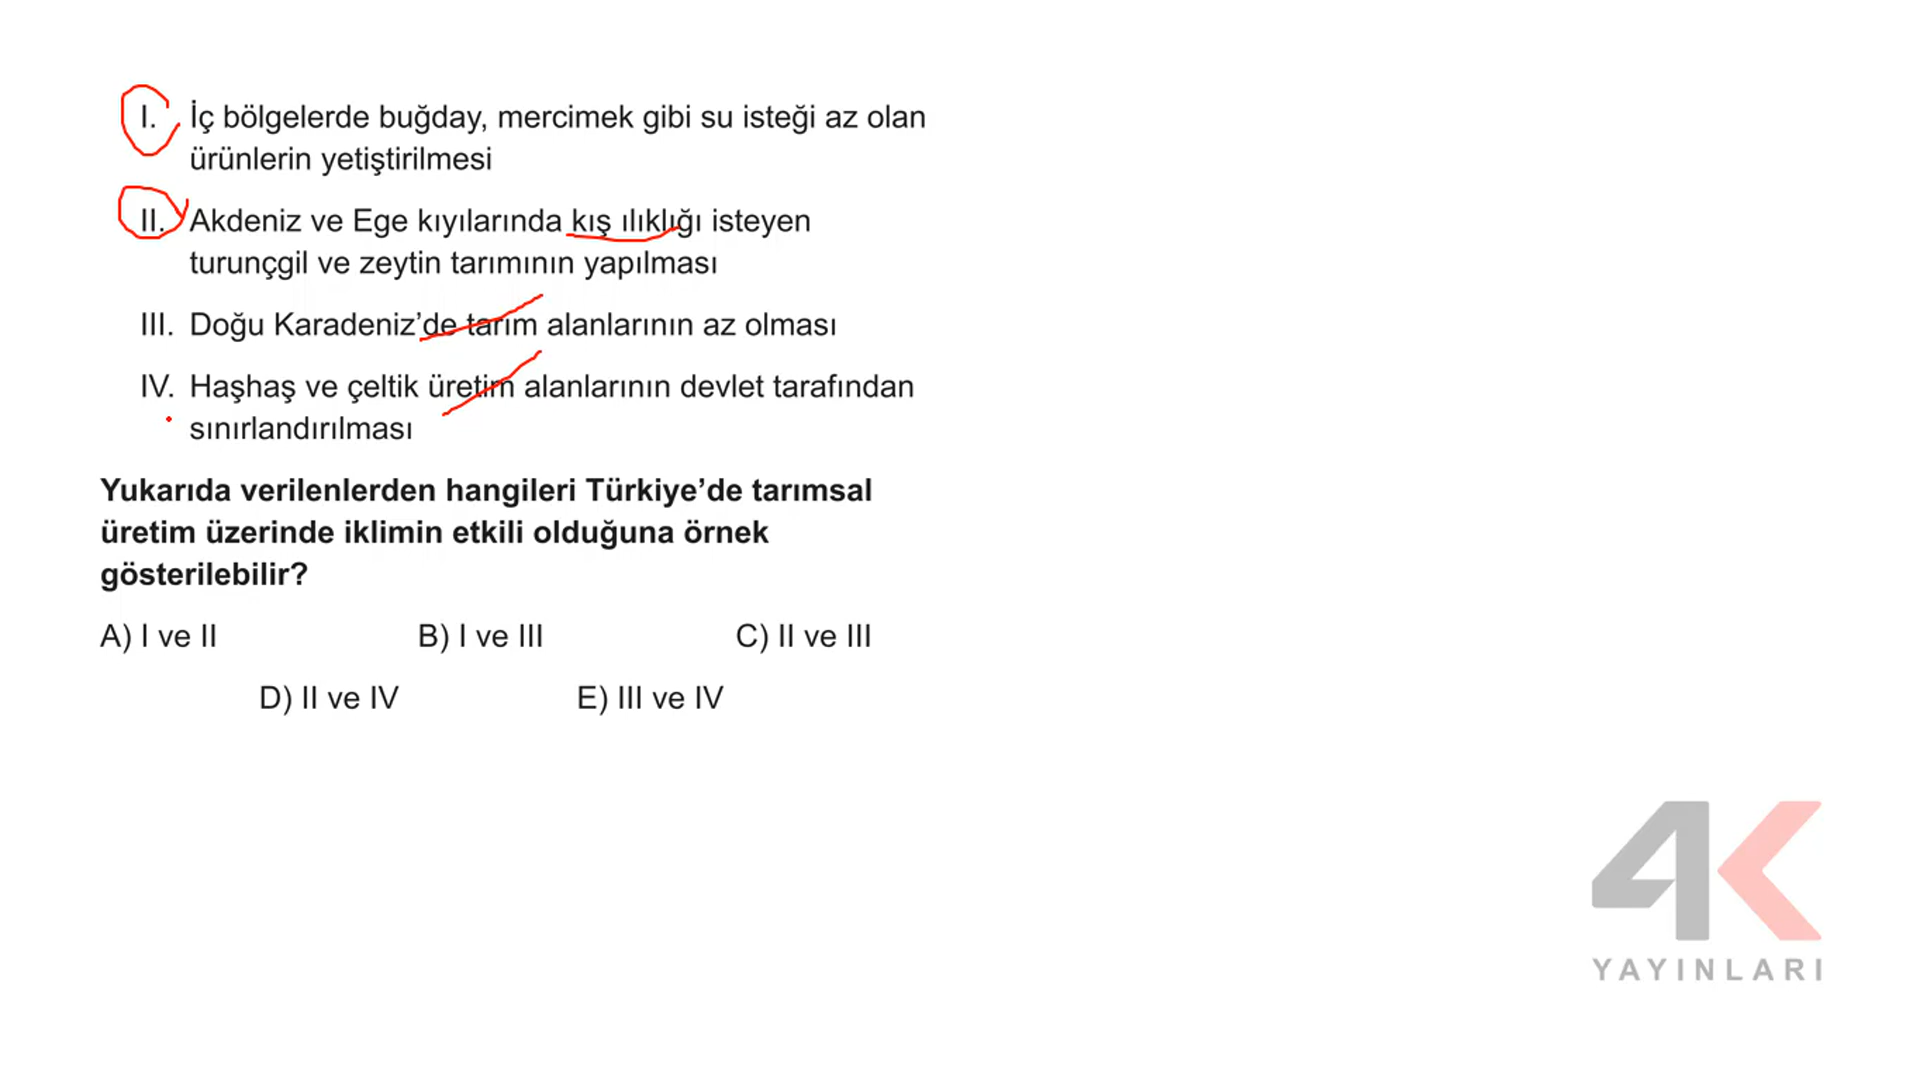 I. İç bölgelerde buğday, mercimek gibi su isteği az olan
ürünlerin yetiştirilmesi
II. Akdeniz ve Ege kıyılarında kış ılıklığı isteyen
turunçgil ve zeytin tarımının yapılması
III. Doğu Karadeniz’de tarım alanlarının az olması
IV. Haşhaş ve çeltik üretim alanlarının devlet tarafından
sınırlandırılması
Yukarıda verilenlerden hangileri Türkiye’de tarımsal
üretim üzerinde iklimin etkili olduğuna örnek
gösterilebilir?
A) I ve II B) I ve III C) II ve III
D) II ve IV E) III ve IV
4K
YAYINLARI